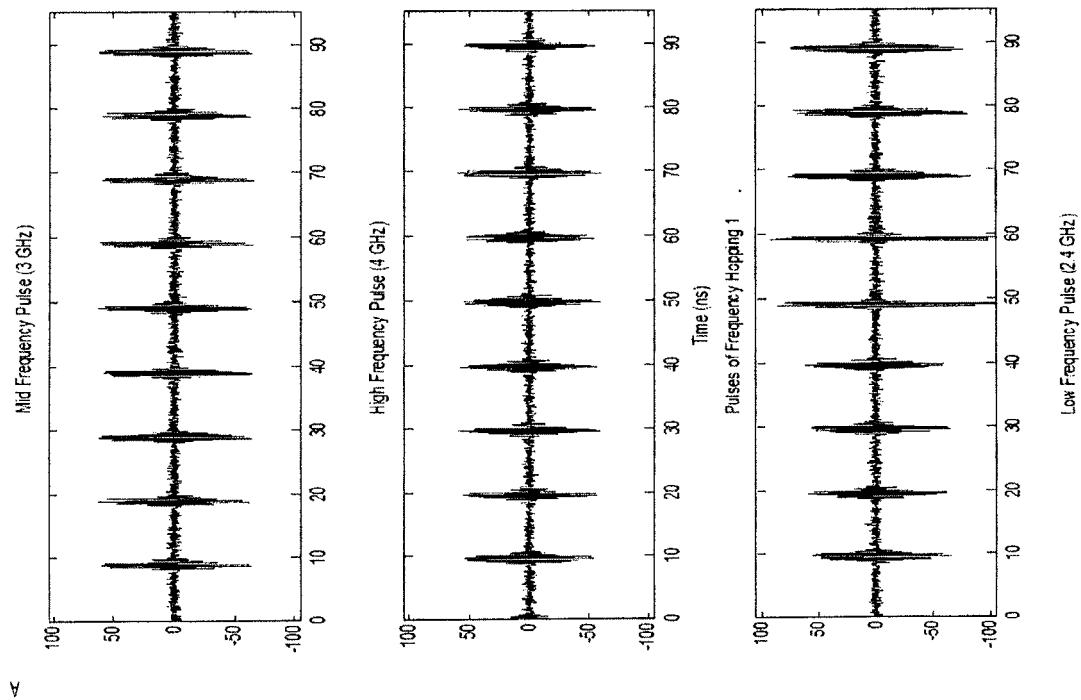 A
Mid Frequency Pulse (3 GHz)
100
50
0
-50
-100
0 10 20 30 40 50 60 70 80 90
High Frequency Pulse (4 GHz)
100
50
0
-50
-100
0 10 20 30 40 50 60 70 80 90
Time (ns)
Pulses of Frequency Hopping 1
100
50
0
-50
-100
0 10 20 30 40 50 60 70 80 90
Low Frequency Pulse (2.4 GHz)